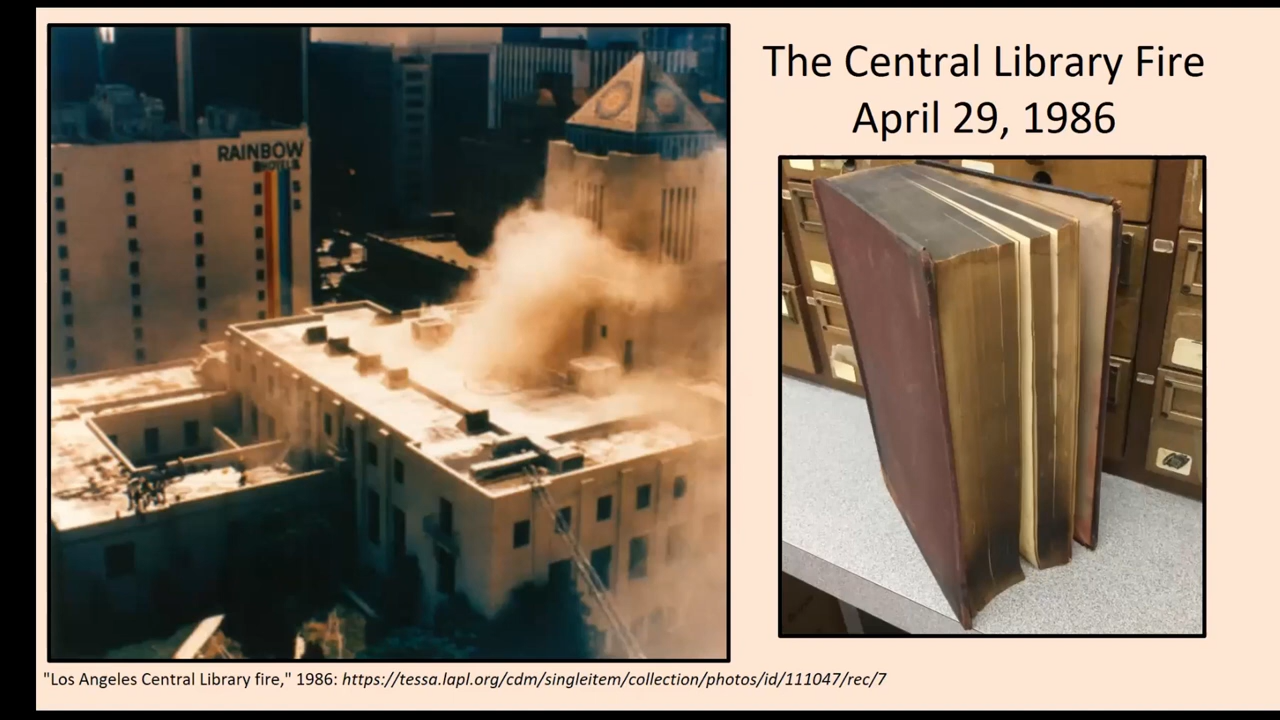 The Central Library Fire
April 29, 1986
RAINBOW
HOTEL
"Los Angeles Central Library fire," 1986: https://tessa.lapl.org/cdm/singleitem/collection/photos/id/111047/rec/7